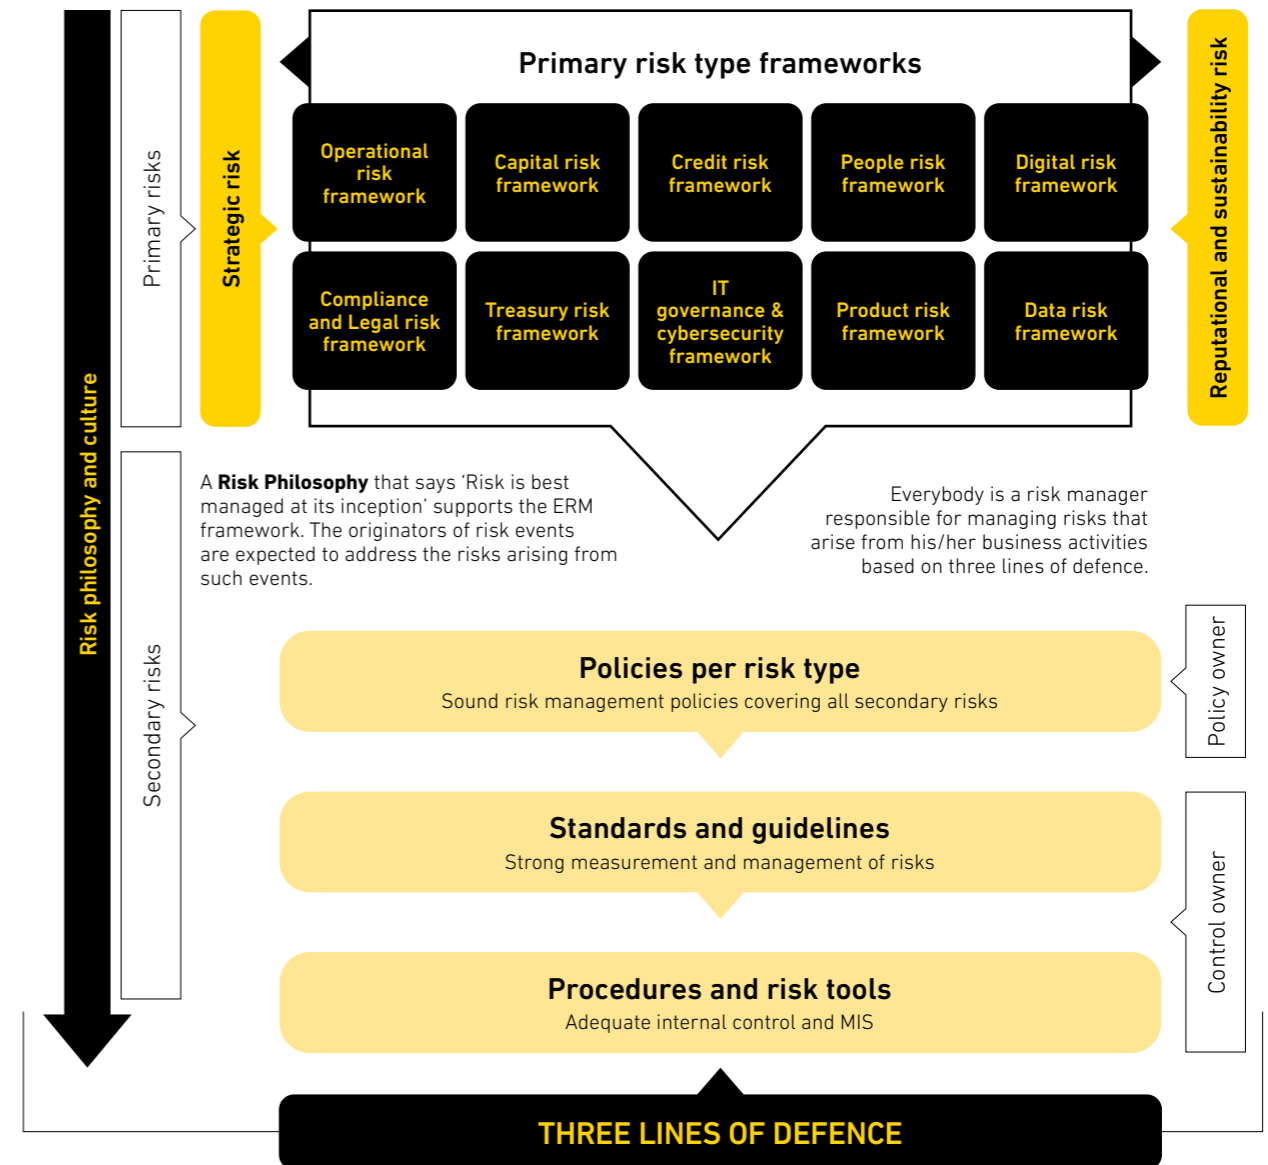 Risk philosophy and culture
Primary risks
Strategic risk
Primary risk type frameworks
Operational
risk
framework
Capital risk
framework
Credit risk
framework
People risk
framework
Digital risk
framework
Compliance
and Legal risk
framework
Treasury risk
framework
IT
governance &
cybersecurity
framework
Product risk
framework
Data risk
framework
Reputational and sustainability risk
Secondary risks
A Risk Philosophy that says ‘Risk is best
managed at its inception’ supports the ERM
framework. The originators of risk events
are expected to address the risks arising from
such events.
Everybody is a risk manager
responsible for managing risks that
arise from his/her business activities
based on three lines of defence.
Policies per risk type
Sound risk management policies covering all secondary risks
Policy owner
Standards and guidelines
Strong measurement and management of risks
Control owner
Procedures and risk tools
Adequate internal control and MIS
THREE LINES OF DEFENCE